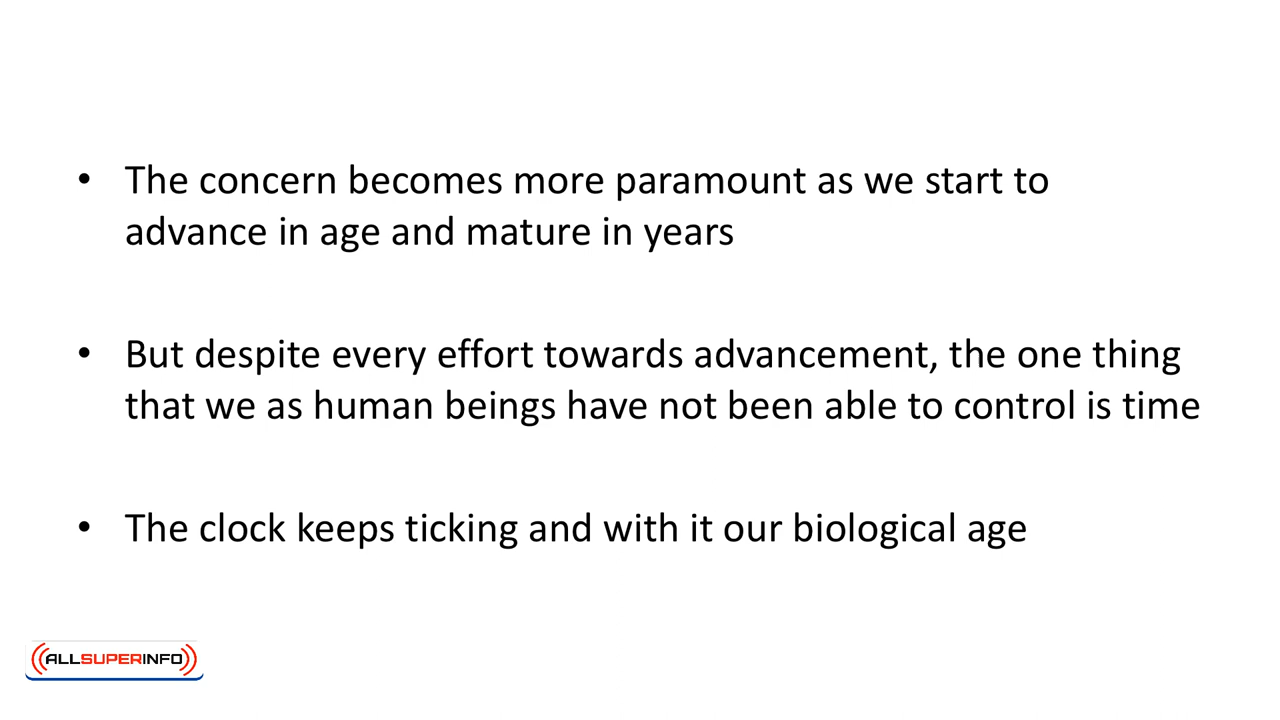 • The concern becomes more paramount as we start to
advance in age and mature in years
• But despite every effort towards advancement, the one thing
that we as human beings have not been able to control is time
• The clock keeps ticking and with it our biological age
ALLSUPERINFO